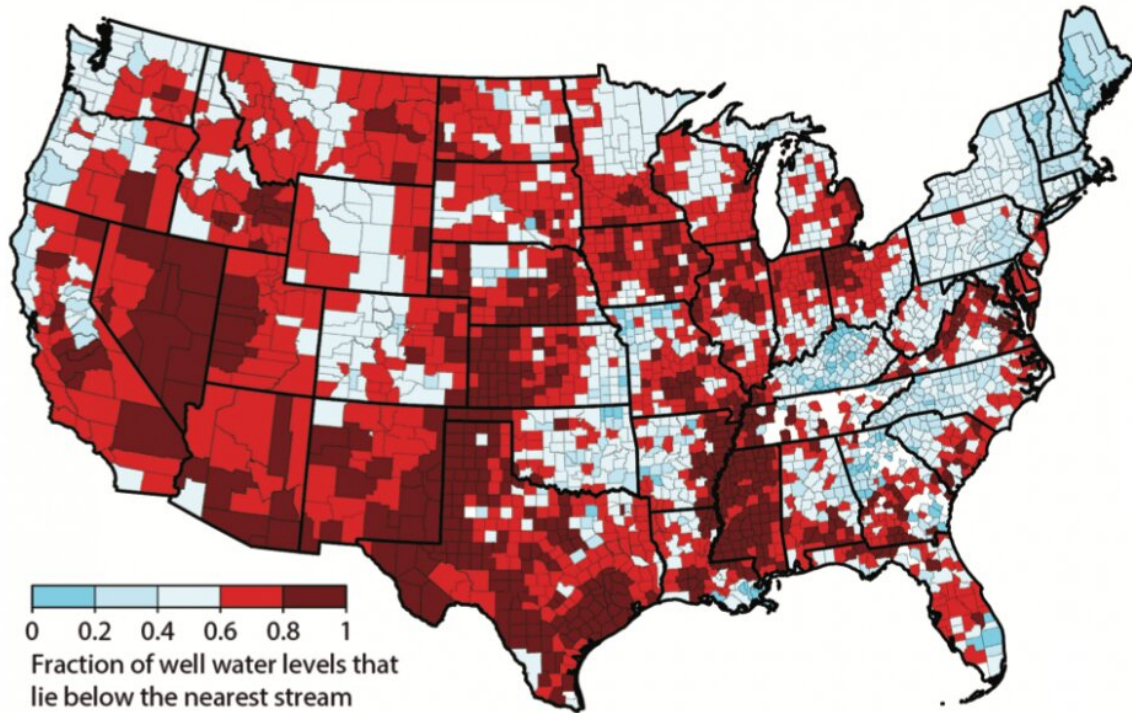 0 0.2 0.4 0.6 0.8 1
Fraction of well water levels that
lie below the nearest stream